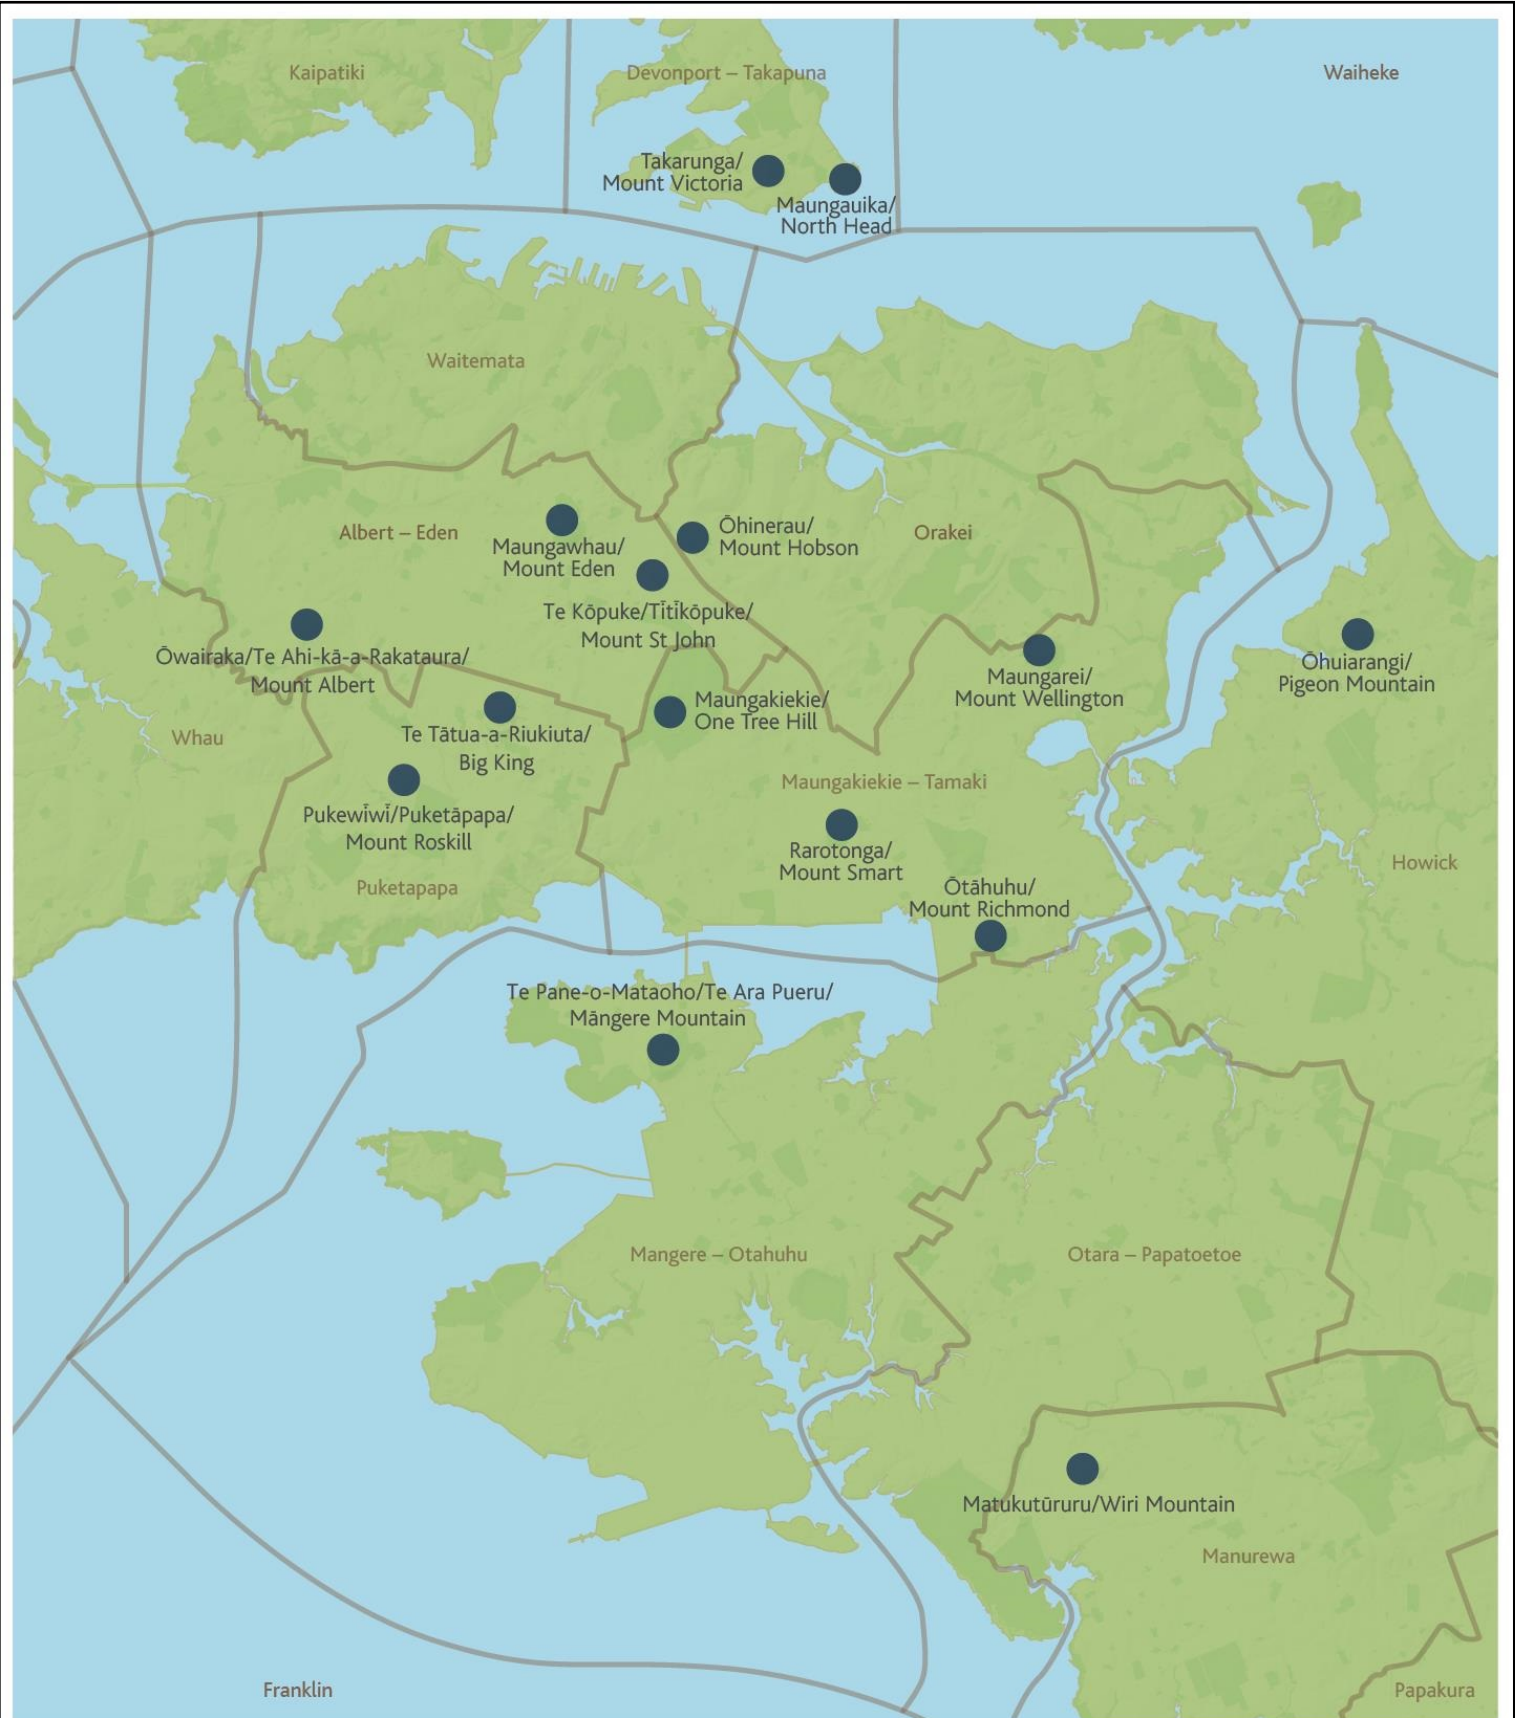 Kaipatiki
Devonport – Takapuna
Waiheke
Takarunga/
Mount Victoria
Maungauika/
North Head
Waitemata
Albert – Eden
Maungawhau/
Mount Eden
Ōhinerau/
Mount Hobson
Orakei
Te Kōpuke/Tītīkōpuke/
Mount St John
Ōwairaka/Te Ahi-kā-a-Rakataura/
Mount Albert
Maungarei/
Mount Wellington
Ōhuiarangi/
Pigeon Mountain
Whau
Te Tātua-a-Riukiuta/
Big King
Maungakiekie/
One Tree Hill
Maungakiekie – Tamaki
Pukewīwī/Puketāpapa/
Mount Roskill
Puketapapa
Rarotonga/
Mount Smart
Howick
Ōtāhuhu/
Mount Richmond
Te Pane-o-Mataoho/Te Ara Pueru/
Māngere Mountain
Mangere – Otahuhu
Otara – Papatoetoe
Matukutūruru/Wiri Mountain
Manurewa
Franklin
Papakura